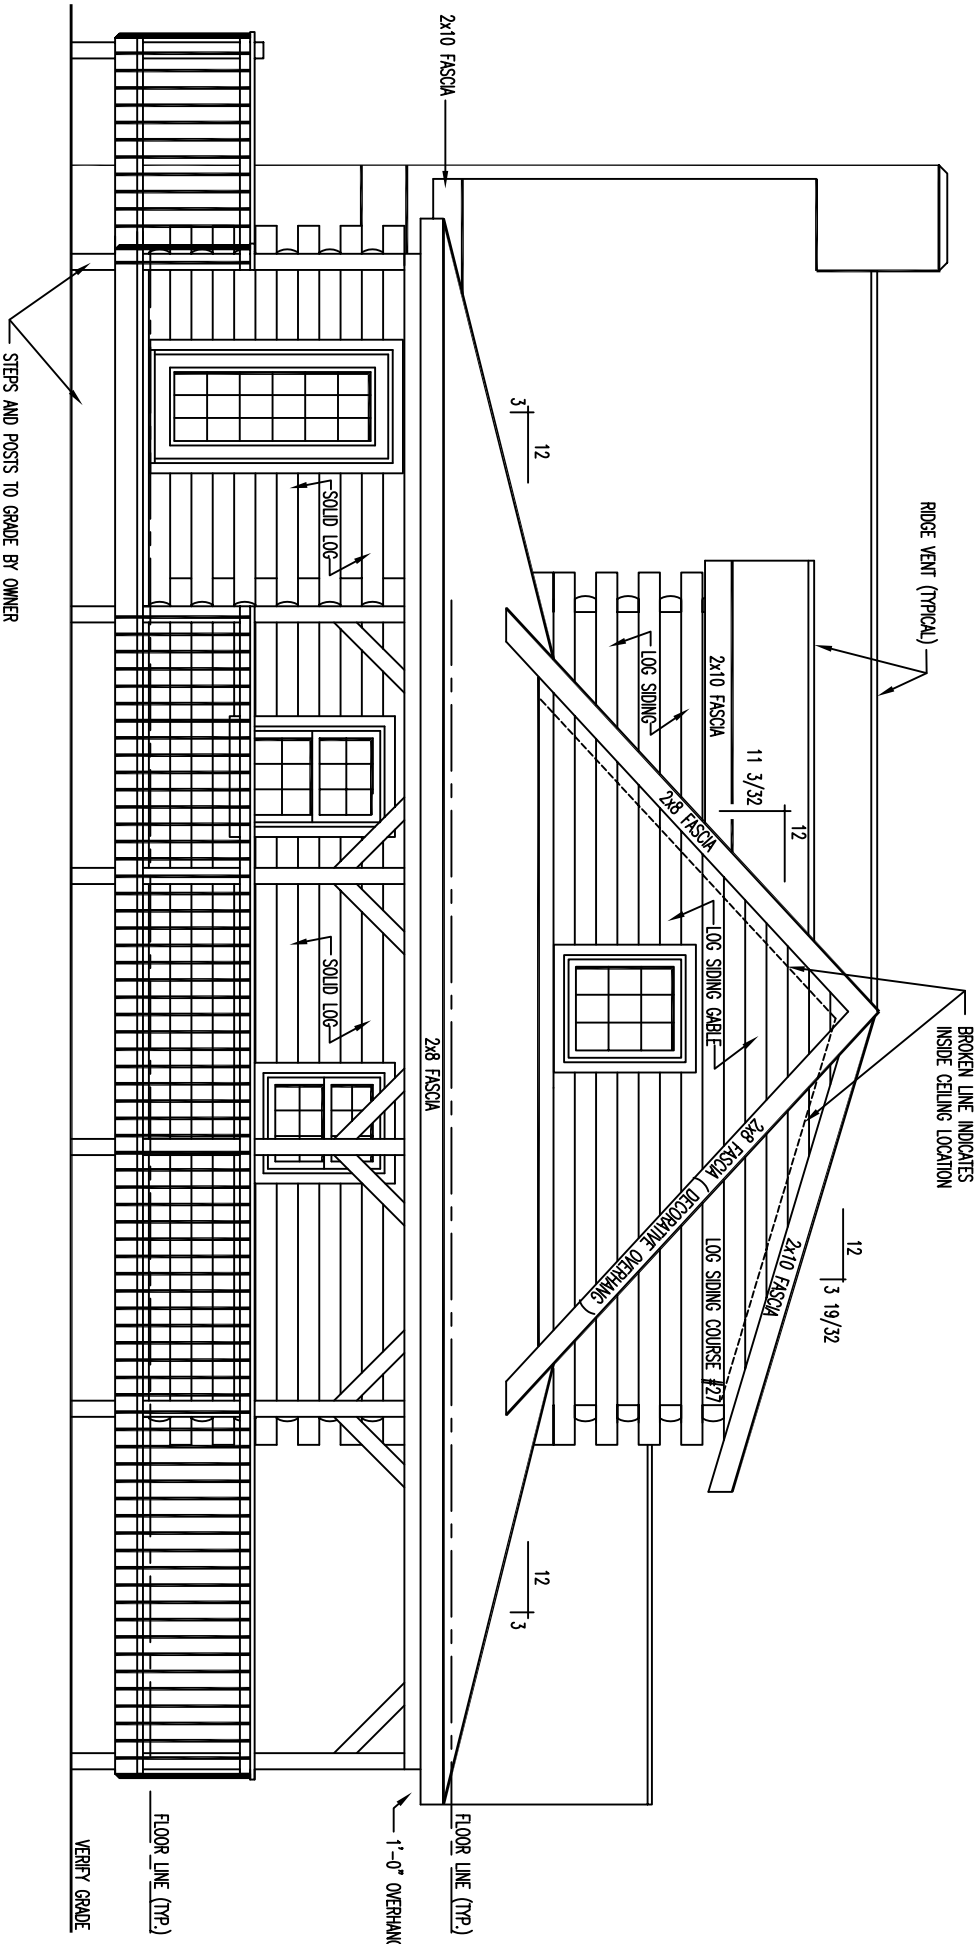 BROKEN LINE INDICATES
INSIDE CEILING LOCATION
RIDGE VENT (TYPICAL)
12
3 19/32
2x10 FASCIA
12
11 3/32
2x10 FASCIA
2x8 FASCIA
LOG SIDING GABLE
LOG SIDING
2x8 FASCIA ( DECORATIVE OVERHANG )
LOG SIDING COURSE #27
12
3
12
3
2x10 FASCIA
2x8 FASCIA
FLOOR LINE (TYP.)
1'-0" OVERHANG
SOLID LOG
SOLID LOG
FLOOR LINE (TYP.)
VERIFY GRADE
STEPS AND POSTS TO GRADE BY OWNER